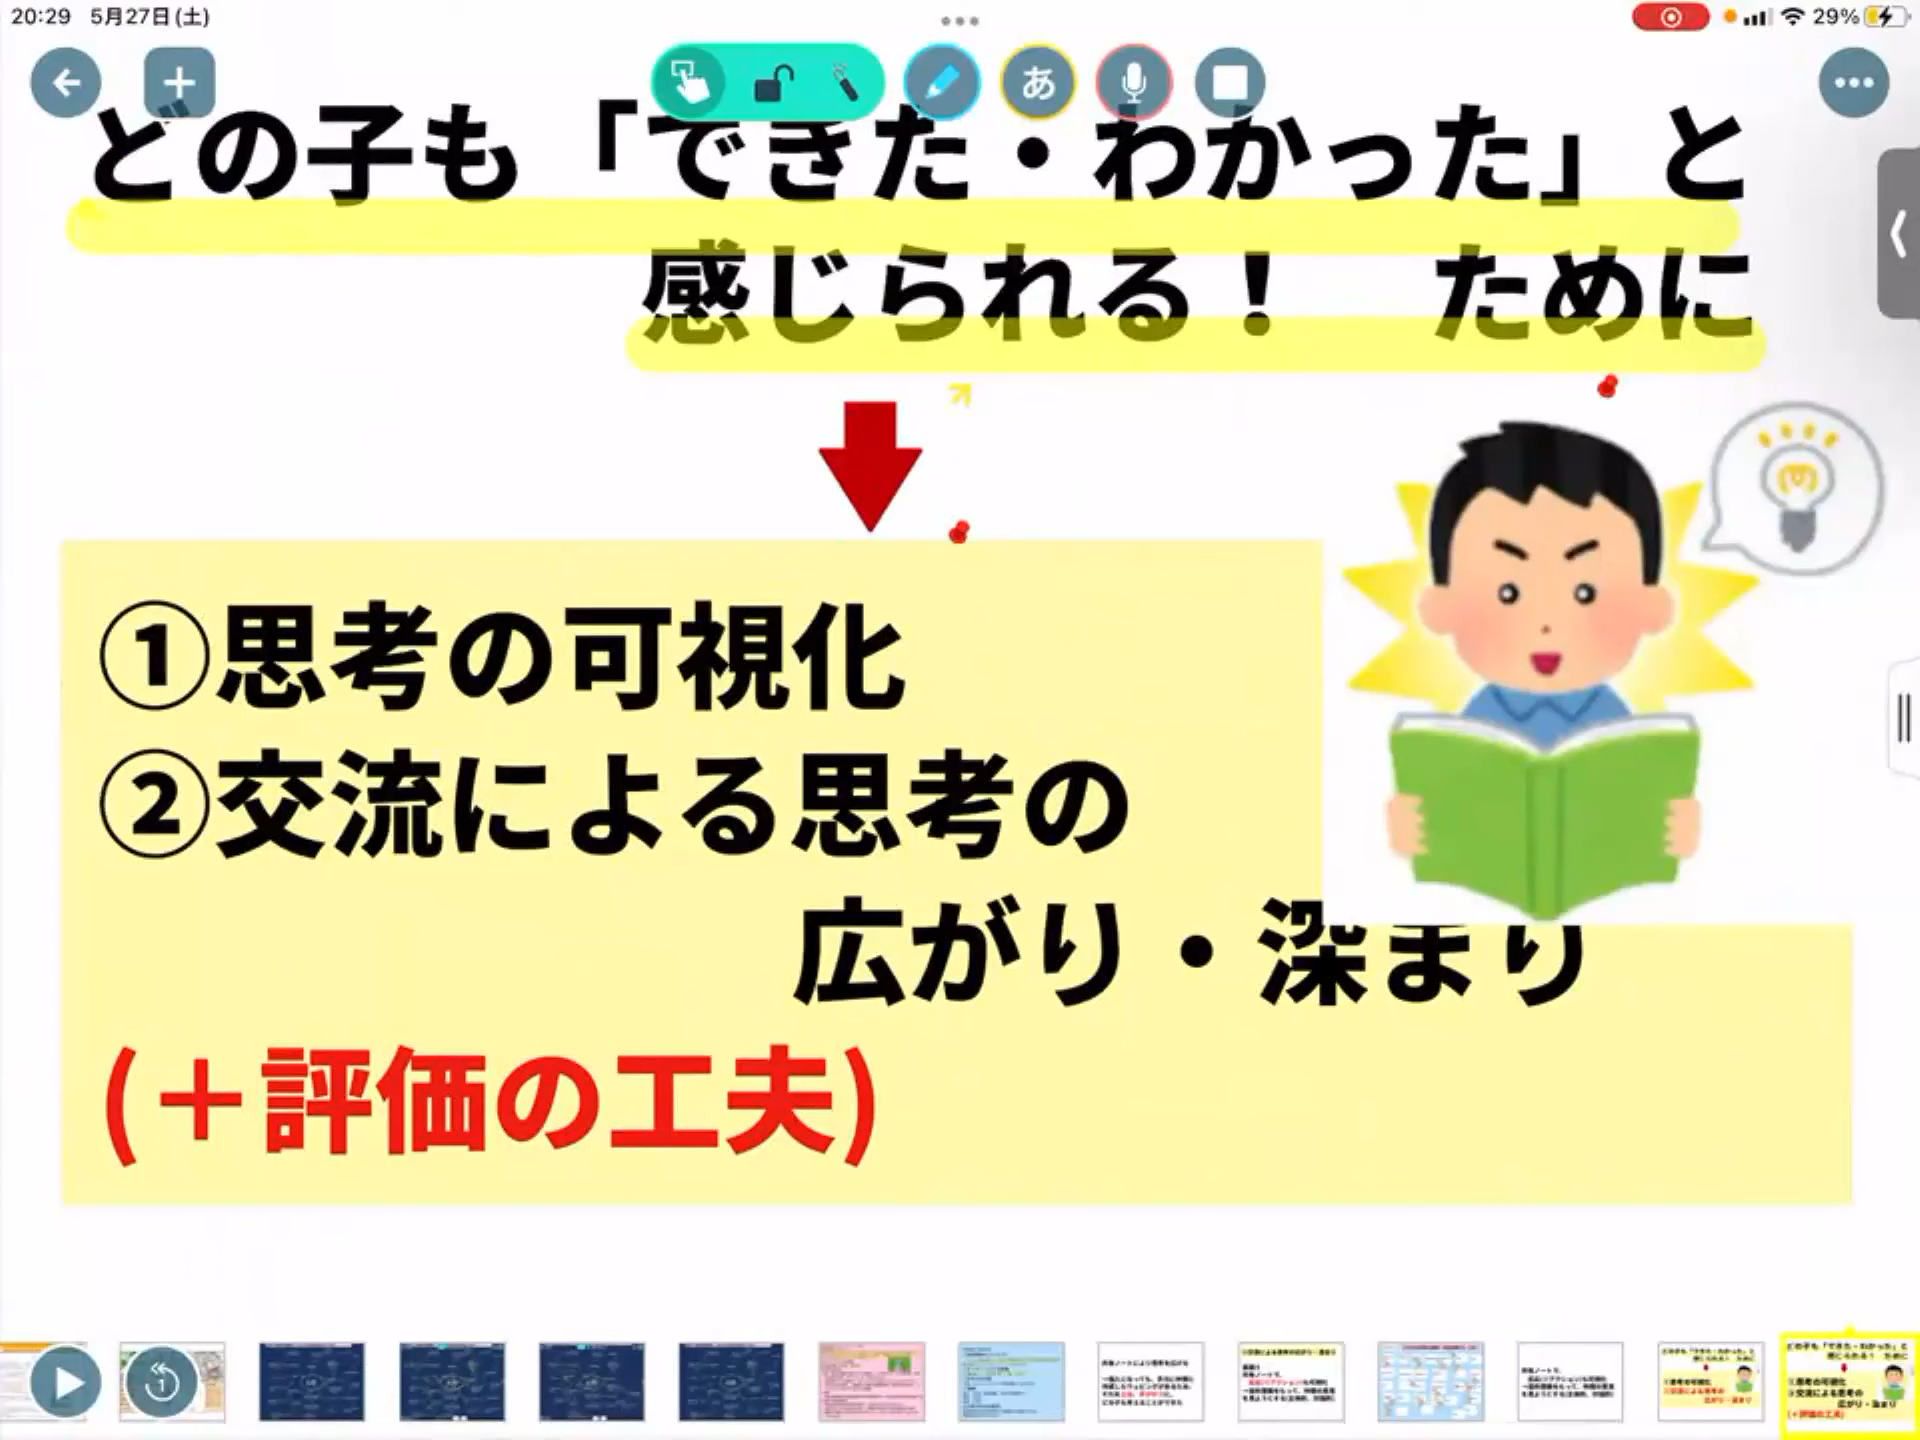 20:29 5月27日(土)
29%
あ
どの子も「できた・わかった」と
感じられる！ ために
①思考の可視化
②交流による思考の
広がり・深まり
(＋評価の工夫)
1